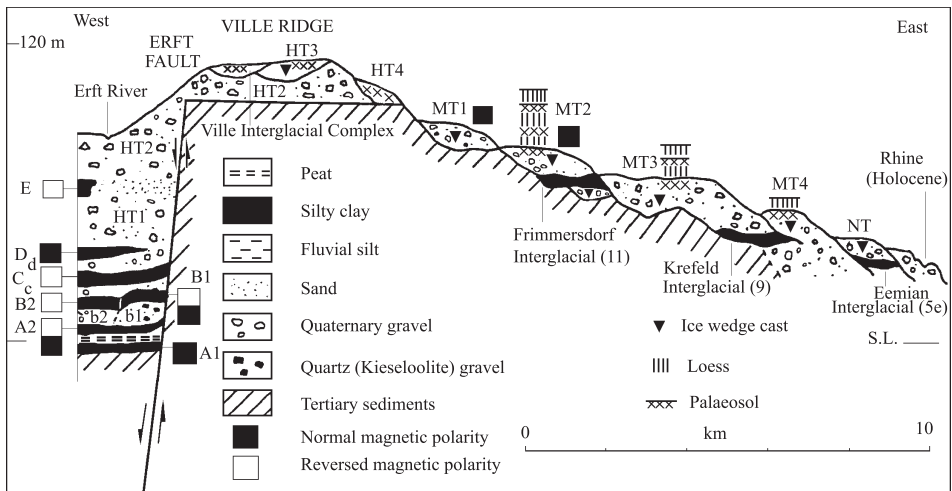 West
VILLE RIDGE
East
120 m
ERFT
FAULT
HT3
HT4
Erft River
HT2
MT1
MT2
Ville Interglacial Complex
HT2
MT3
Rhine
(Holocene)
E
Peat
MT4
HT1
Silty clay
NT
Frimmersdorf
Interglacial (11)
D
d
Fluvial silt
C
c
Krefeld
Interglacial (9)
B1
Sand
Eemian
Interglacial (5e)
B2
b2
b1
A2
Quaternary gravel
Ice wedge cast
S.L.
A1
Quartz (Kieseloolite) gravel
Loess
Tertiary sediments
Palaeosol
Normal magnetic polarity
0
km
10
Reversed magnetic polarity